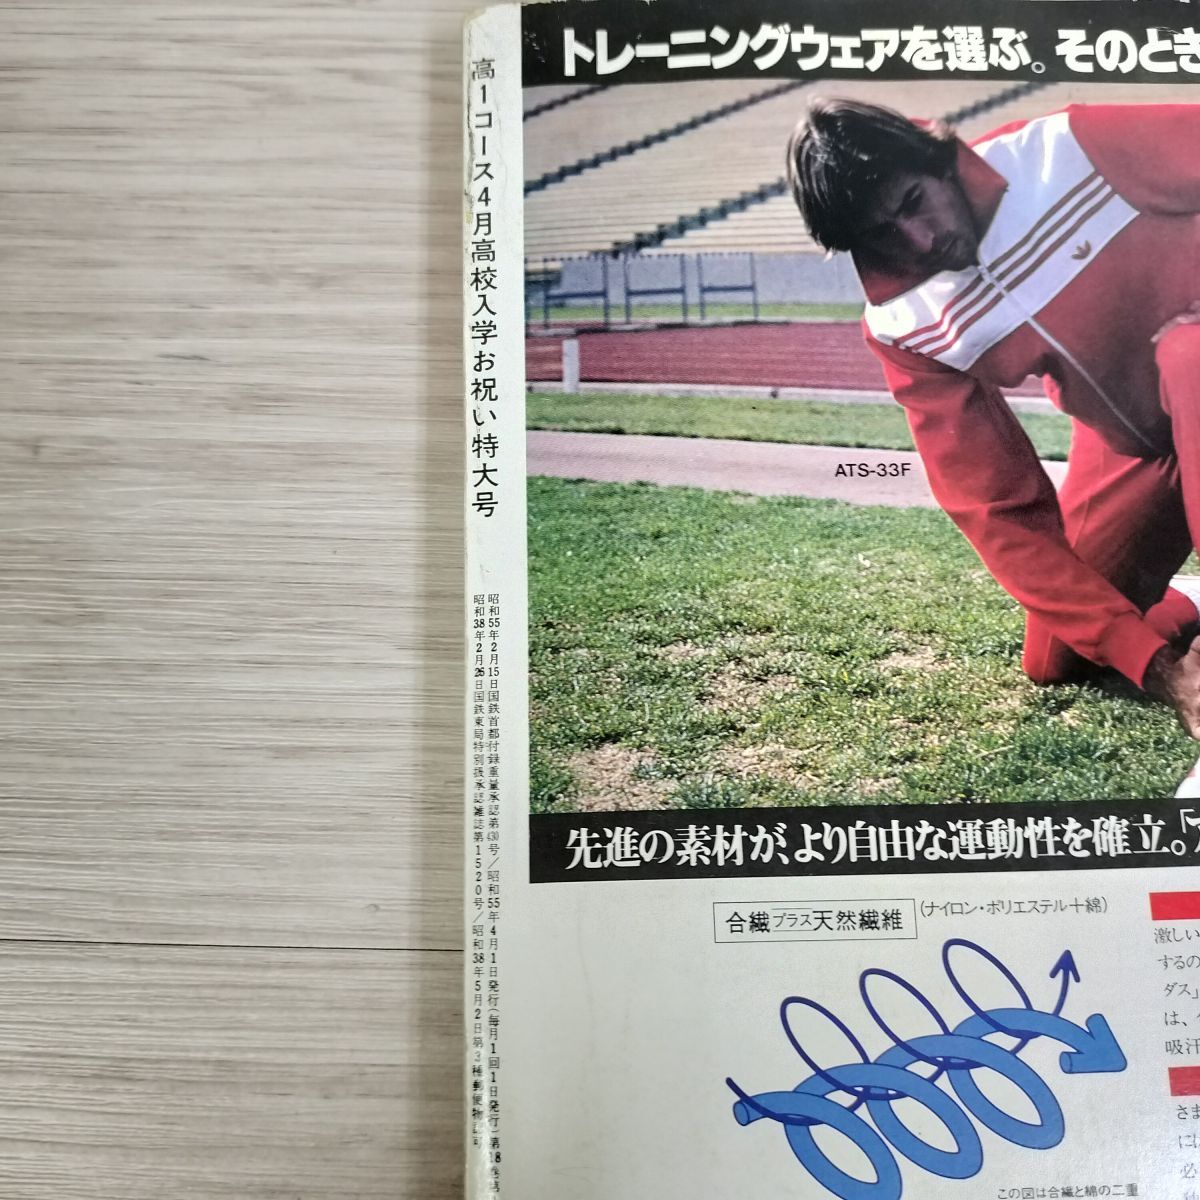 高1コース4月高校入学お祝い特大号
昭和55年2月15日国鉄首都付録重量承認第430号/昭和55年4月1日発行(毎月1回1日発行)第18巻第
昭和38年2月26日国鉄東局特別扱承認雑誌第1520号/昭和38年5月2日第3種郵便物認可
トレーニングウェアを選ぶ。そのとき
ATS-33F
先進の素材が、より自由な運動性を確立。「ア
合繊プラス天然繊維
(ナイロン・ポリエステル＋綿)
激しい
するの
ダス」
は、
吸汗
さま
には
必
この図は合繊と綿の二重